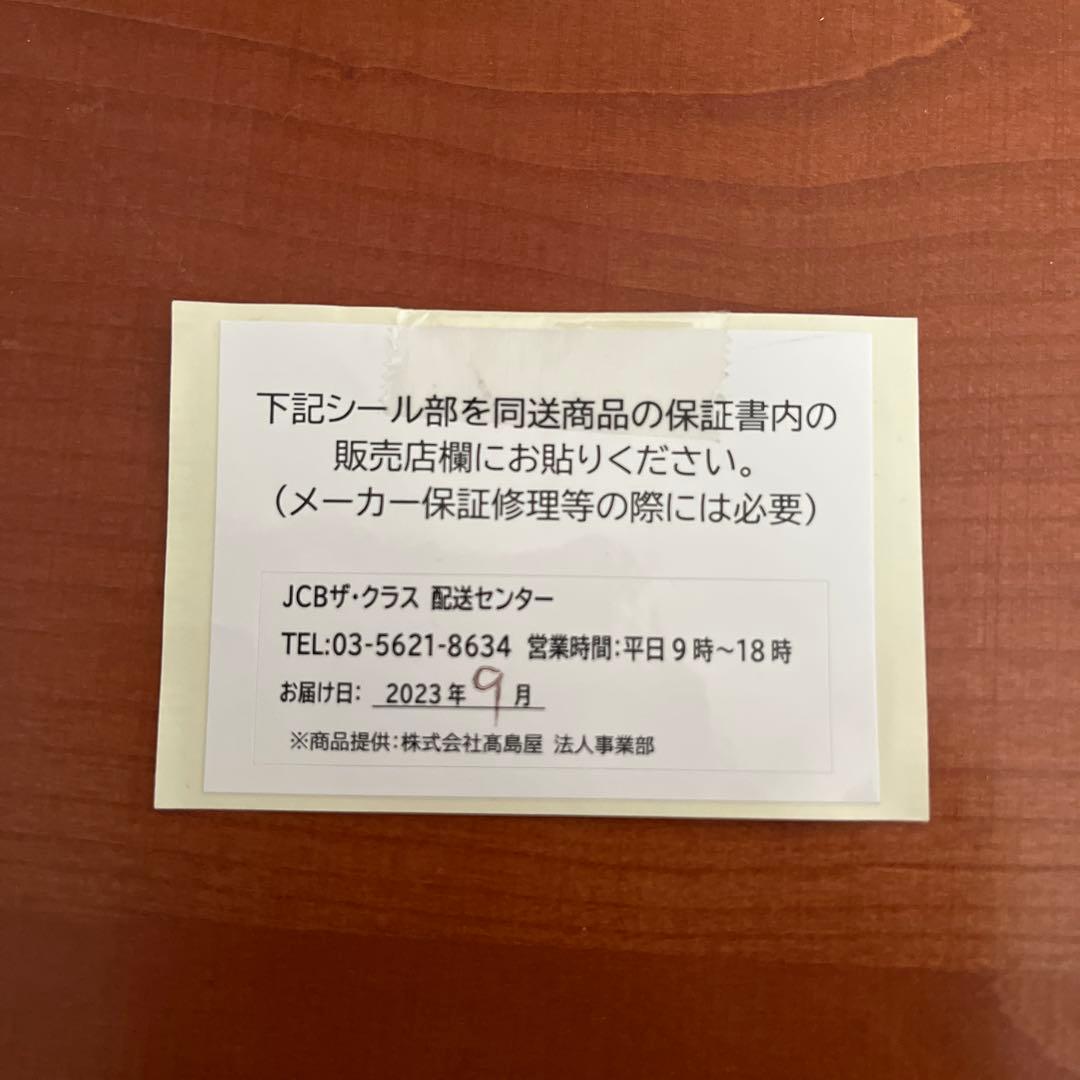 下記シール部を同送商品の保証書内の
販売店欄にお貼りください。
（メーカー保証修理等の際には必要）
JCBザ・クラス 配送センター
TEL:03-5621-8634 営業時間：平日9時～18時
お届け日： 2023年9月
※商品提供：株式会社髙島屋 法人事業部